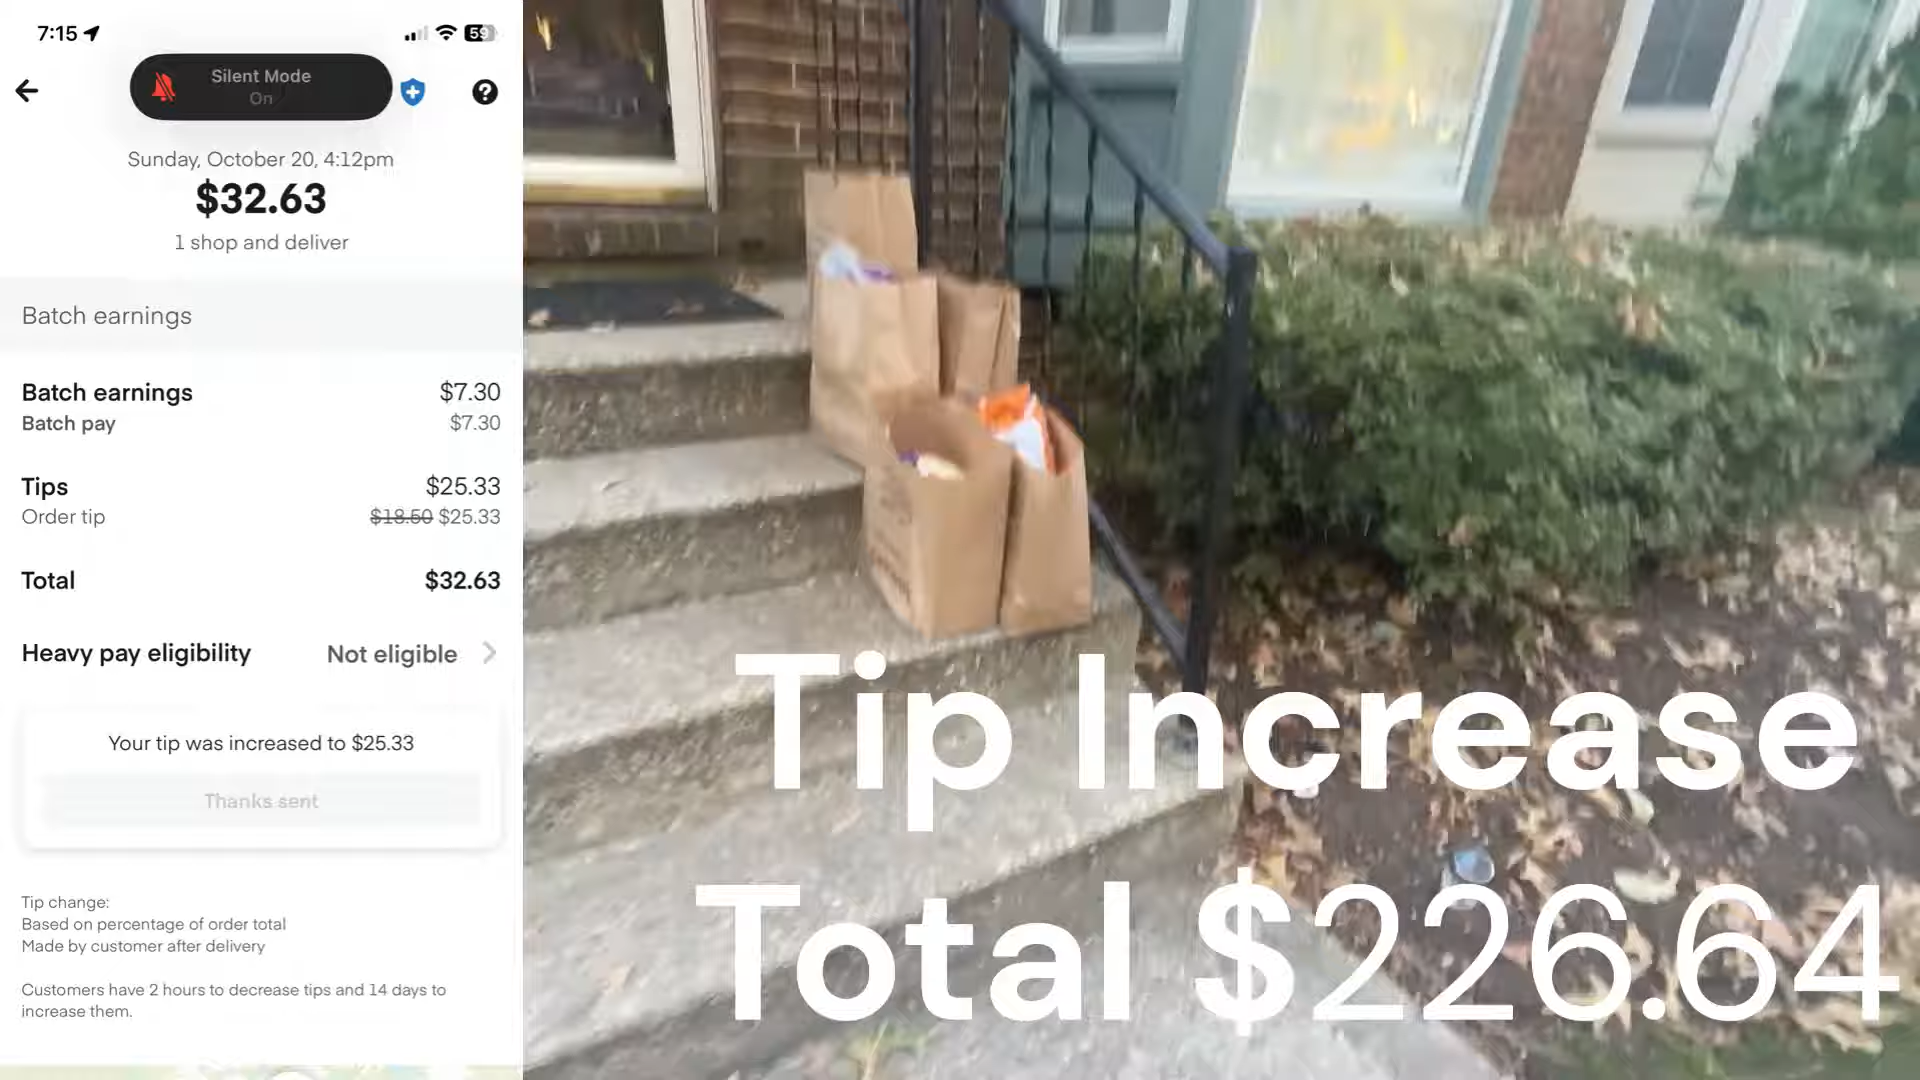 7:15
59
Silent Mode
On
Sunday, October 20, 4:12pm
$32.63
1 shop and deliver
Batch earnings
Batch earnings $7.30
Batch pay $7.30
Tips $25.33
Order tip $18.50 $25.33
Total $32.63
Heavy pay eligibility Not eligible
Your tip was increased to $25.33
Thanks sent
Tip change:
Based on percentage of order total
Made by customer after delivery
Customers have 2 hours to decrease tips and 14 days to
increase them.
Tip Increase
Total $226.64